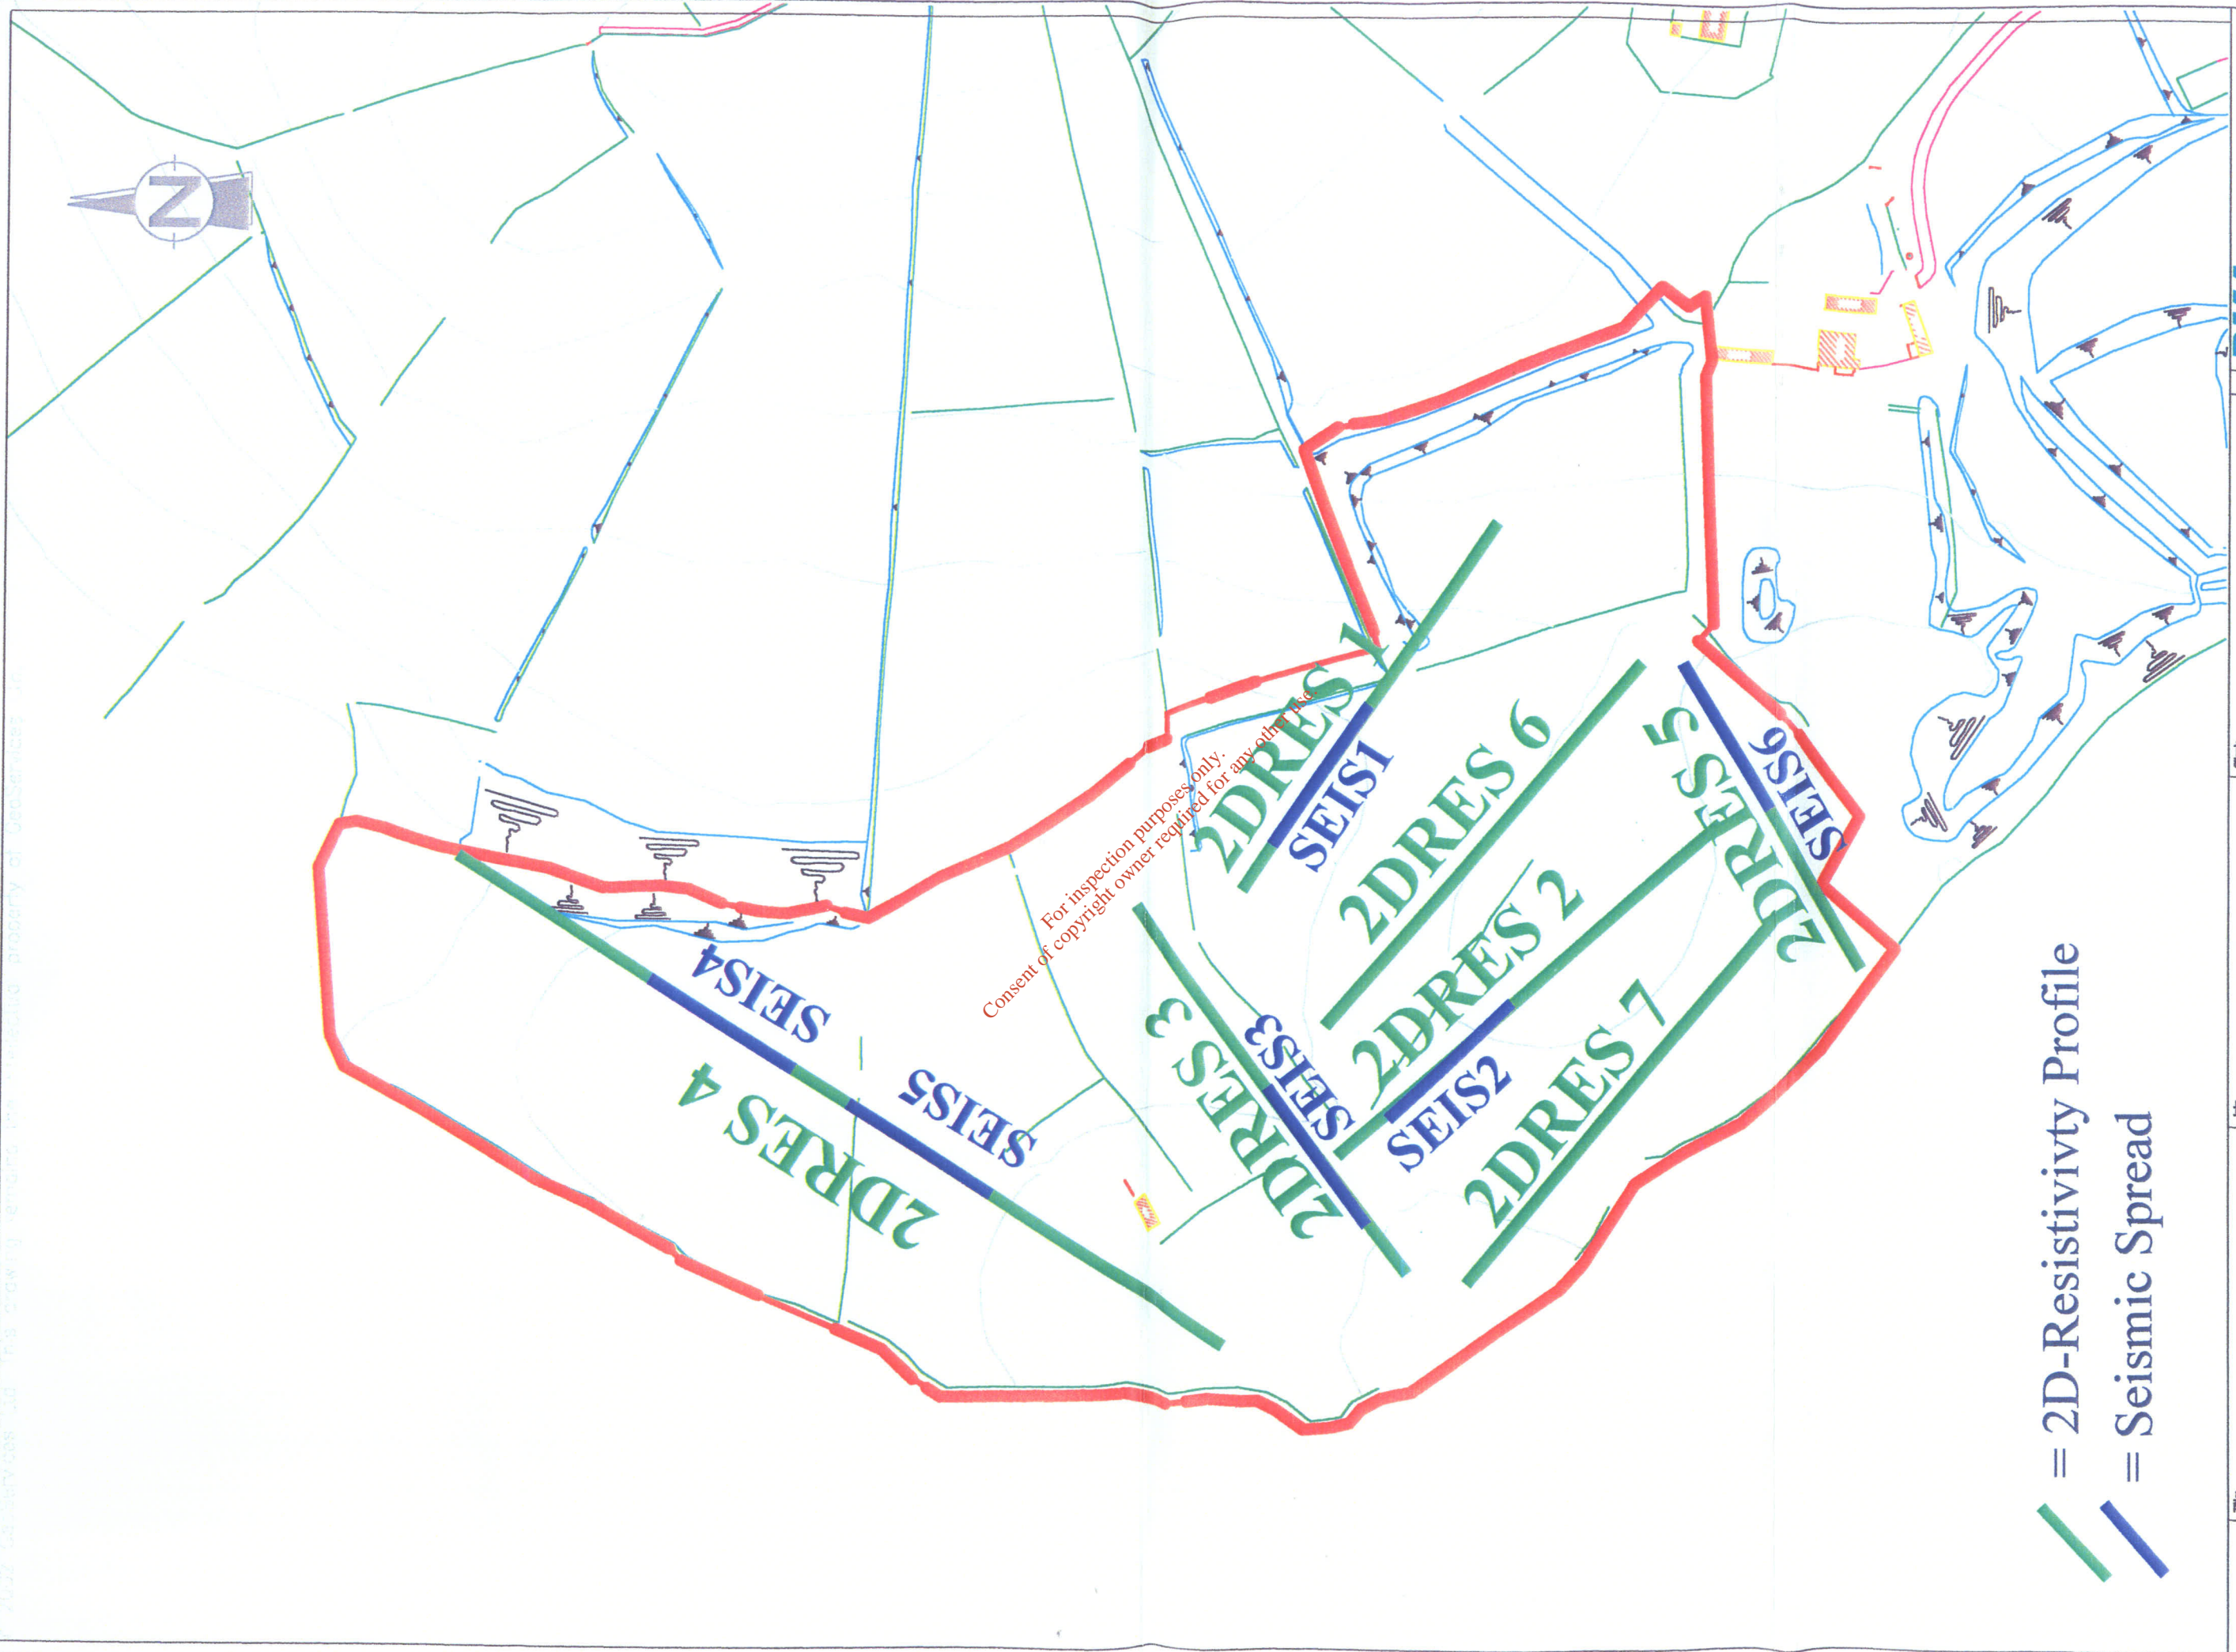 N
2DRES 1
SEIS1
2DRES 6
2DRES 5
SEIS6
2DRES 2
SEIS2
2DRES 7
2DRES 3
SEIS3
SEIS4
2DRES 4
SEIS5
For inspection purposes only.
Consent of copyright owner required for any other use.
= 2D-Resistivivty Profile
= Seismic Spread